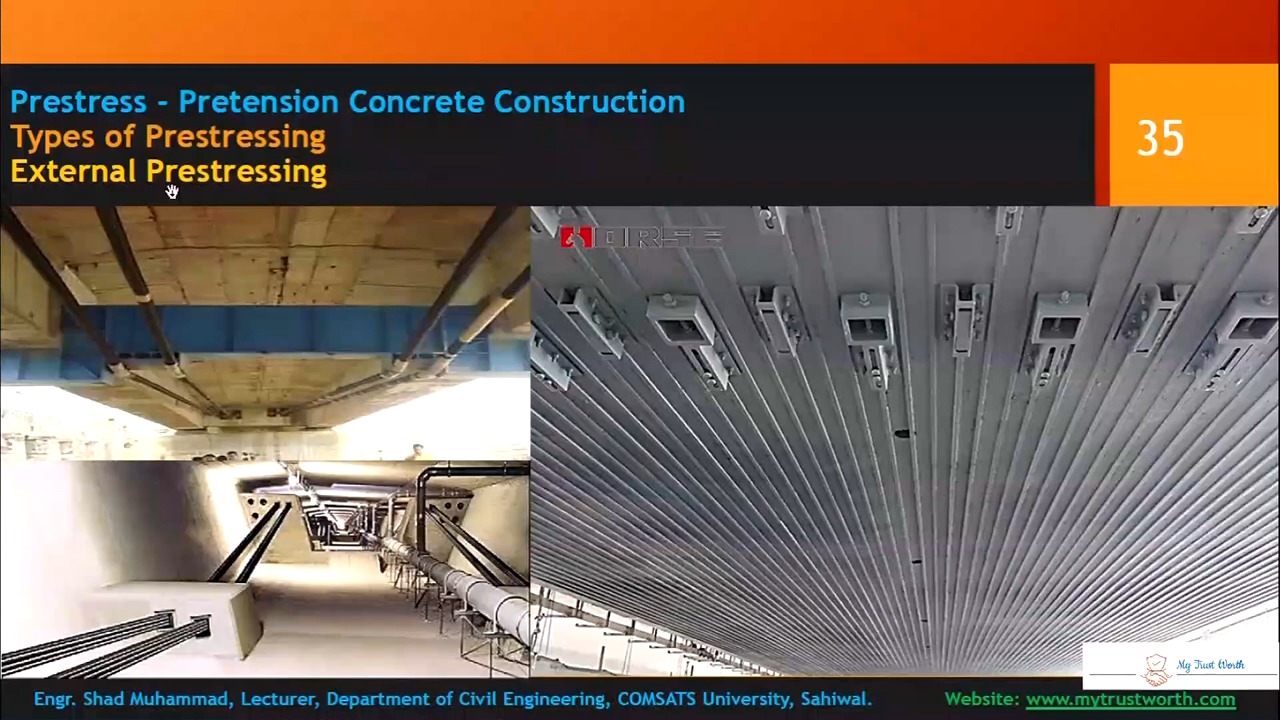 Prestress - Pretension Concrete Construction
Types of Prestressing
External Prestressing
35
HORSE
My Trust Worth
Engr. Shad Muhammad, Lecturer, Department of Civil Engineering, COMSATS University, Sahiwal.
Website: www.mytrustworth.com